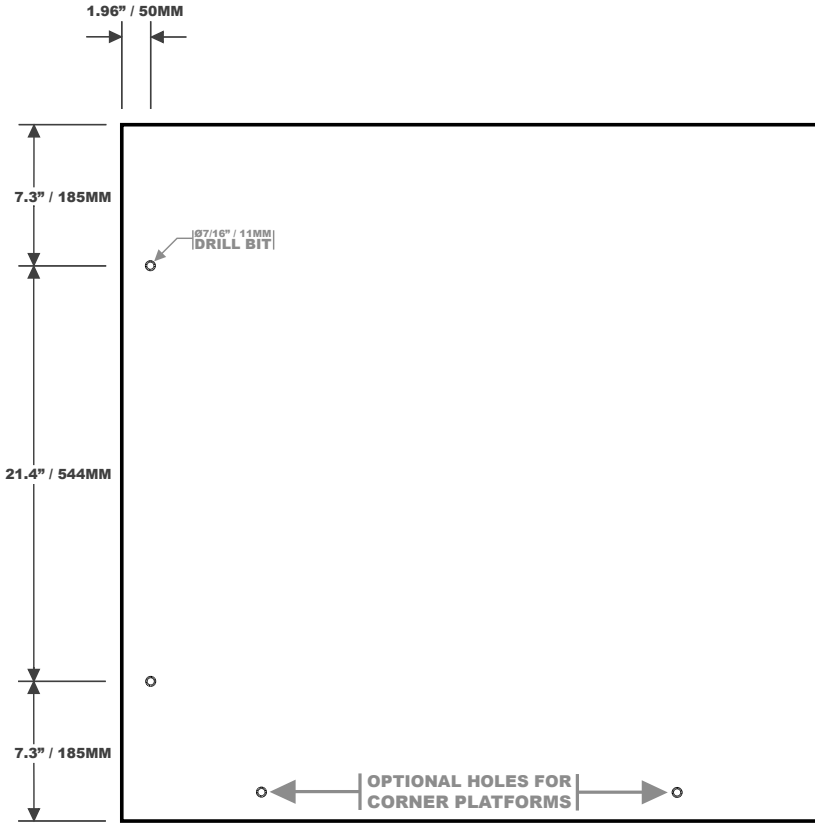 1.96” / 50MM
7.3” / 185MM
Ø7/16” / 11MM
DRILL BIT
21.4” / 544MM
7.3” / 185MM
OPTIONAL HOLES FOR
CORNER PLATFORMS